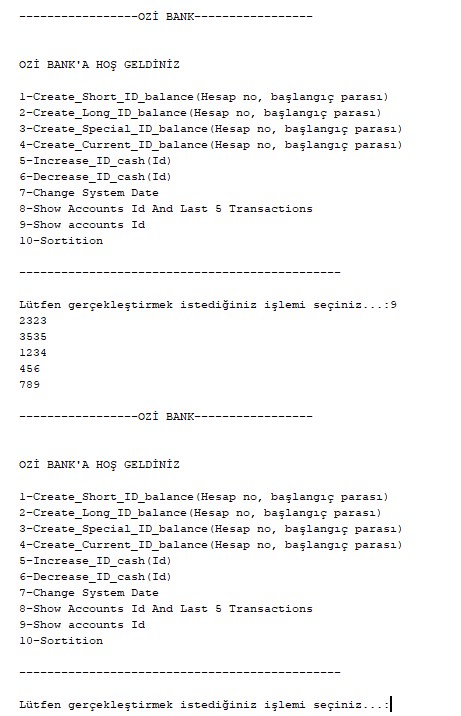 -----------------OZİ BANK-----------------
OZİ BANK'A HOŞ GELDİNİZ
1-Create_Short_ID_balance(Hesap no, başlangıç parası)
2-Create_Long_ID_balance(Hesap no, başlangıç parası)
3-Create_Special_ID_balance(Hesap no, başlangıç parası)
4-Create_Current_ID_balance(Hesap no, başlangıç parası)
5-Increase_ID_cash(Id)
6-Decrease_ID_cash(Id)
7-Change System Date
8-Show Accounts Id And Last 5 Transactions
9-Show accounts Id
10-Sortition
----------------------------------------------
Lütfen gerçekleştirmek istediğiniz işlemi seçiniz...:9
2323
3535
1234
456
789
-----------------OZİ BANK-----------------
OZİ BANK'A HOŞ GELDİNİZ
1-Create_Short_ID_balance(Hesap no, başlangıç parası)
2-Create_Long_ID_balance(Hesap no, başlangıç parası)
3-Create_Special_ID_balance(Hesap no, başlangıç parası)
4-Create_Current_ID_balance(Hesap no, başlangıç parası)
5-Increase_ID_cash(Id)
6-Decrease_ID_cash(Id)
7-Change System Date
8-Show Accounts Id And Last 5 Transactions
9-Show accounts Id
10-Sortition
----------------------------------------------
Lütfen gerçekleştirmek istediğiniz işlemi seçiniz...: